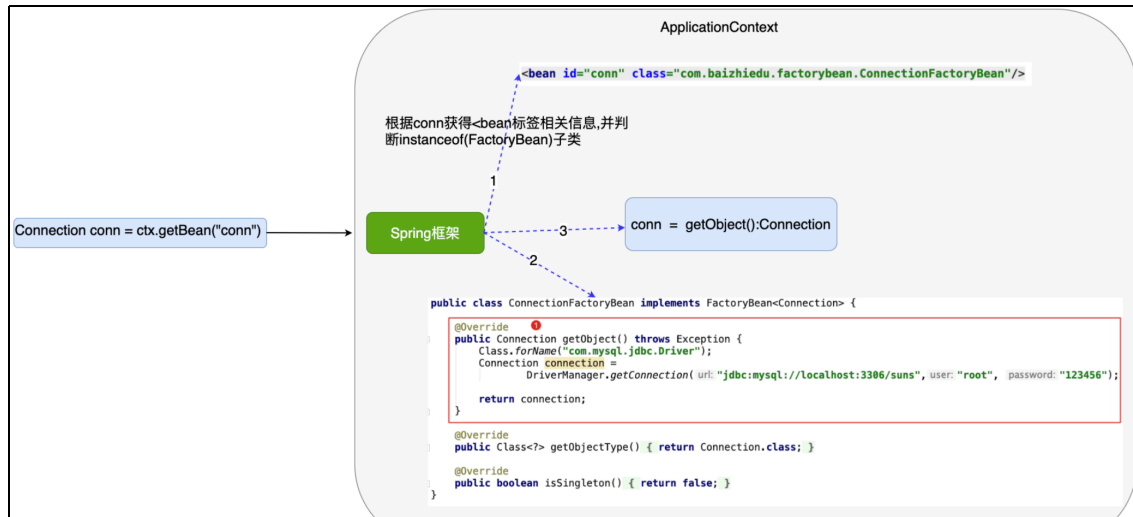 ApplicationContext
<bean id="conn" class="com.baizhiedu.factorybean.ConnectionFactoryBean"/>
根据conn获得<bean标签相关信息,并判
断instanceof(FactoryBean)子类
1
Connection conn = ctx.getBean("conn")
Spring框架
3
conn = getObject():Connection
2
public class ConnectionFactoryBean implements FactoryBean<Connection> {
@Override 1
public Connection getObject() throws Exception {
Class.forName("com.mysql.jdbc.Driver");
Connection connection =
DriverManager.getConnection( url: "jdbc:mysql://localhost:3306/suns", user: "root", password: "123456");
return connection;
}
@Override
public Class<?> getObjectType() { return Connection.class; }
@Override
public boolean isSingleton() { return false; }
}